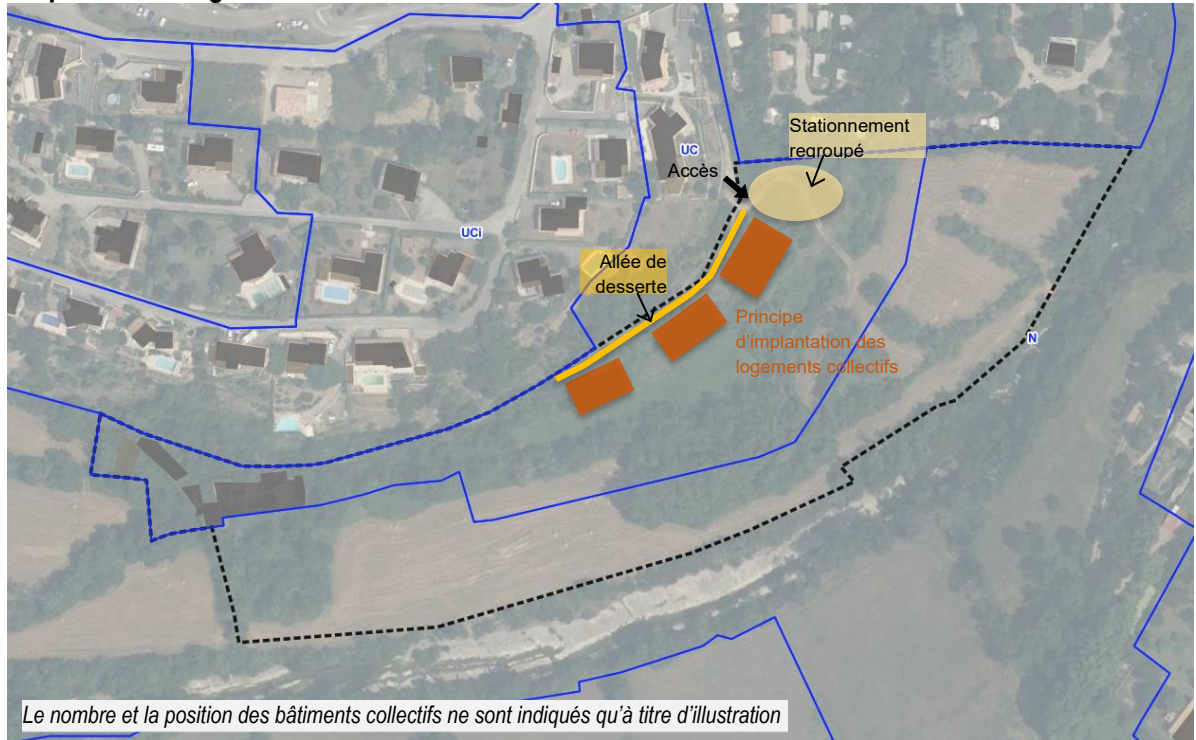 Stationnement
regroupé
UC
Accès
UCi
Allée de
desserte
Principe
d'implantation des
logements collectifs
N
Le nombre et la position des bâtiments collectifs ne sont indiqués qu'à titre d'illustration